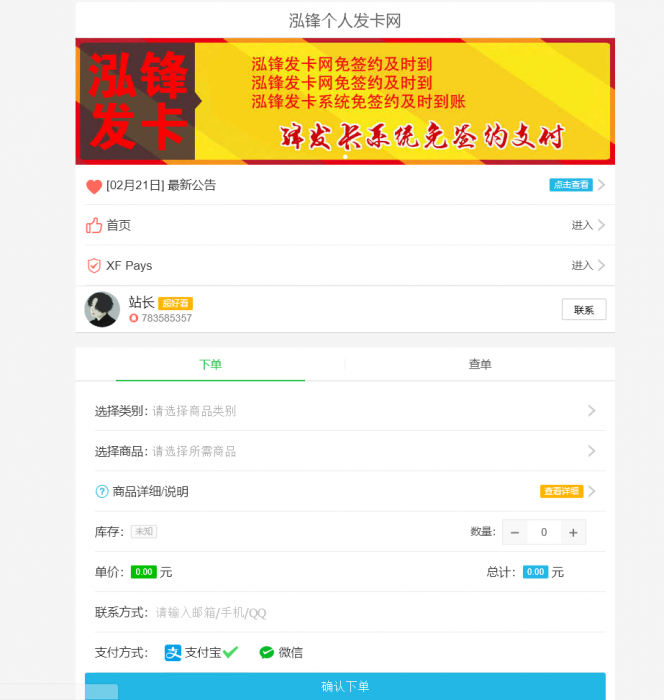 泓锋个人发卡网
泓锋
发卡
泓锋发卡网免签约及时到
泓锋发卡网免签约及时到
泓锋发卡系统免签约及时到账
发卡系统免签约支付
[02月21日] 最新公告
点击查看
首页
进入
XF Pays
进入
站长 超好看
783585357
联系
下单
查单
选择类别: 请选择商品类别
选择商品: 请选择所需商品
商品详细/说明
查看详细
库存: 未知
数量: − 0 +
单价: 0.00 元
总计: 0.00 元
联系方式: 请输入邮箱/手机/QQ
支付方式: 支付宝 微信
确认下单